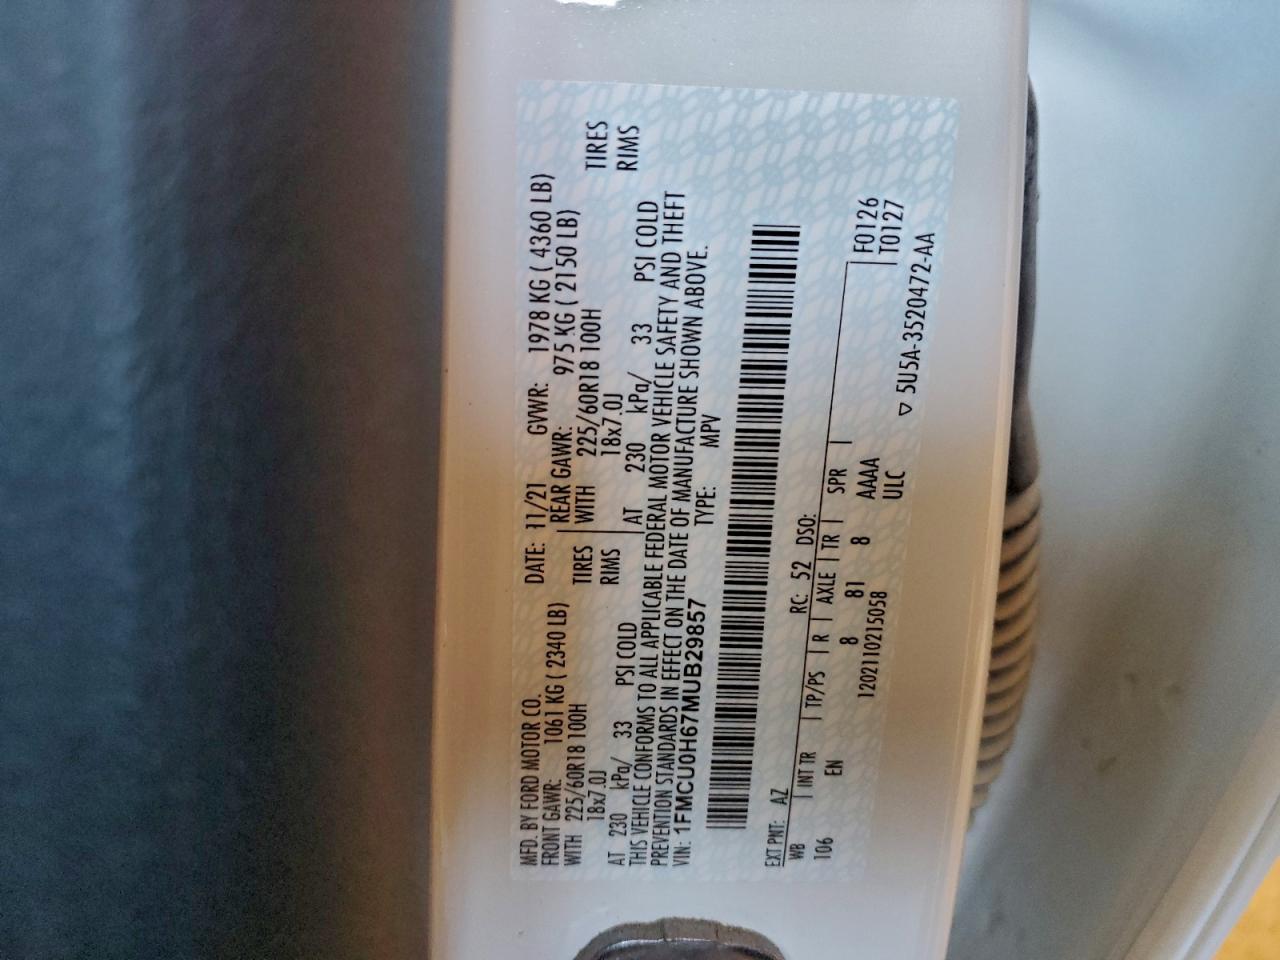 MFD. BY FORD MOTOR CO. DATE: 11/21 GVWR: 1978 KG ( 4360 LB)
FRONT GAWR: 1061 KG ( 2340 LB) REAR GAWR: 975 KG ( 2150 LB)
WITH 225/60R18 100H TIRES WITH 225/60R18 100H TIRES
18x7.0J RIMS 18x7.0J RIMS
AT 230 kPa/ 33 PSI COLD AT 230 kPa/ 33 PSI COLD
THIS VEHICLE CONFORMS TO ALL APPLICABLE FEDERAL MOTOR VEHICLE SAFETY AND THEFT
PREVENTION STANDARDS IN EFFECT ON THE DATE OF MANUFACTURE SHOWN ABOVE.
VIN: 1FMCU0H67MUB29857 TYPE: MPV
EXT PNT: AZ RC: 52 DSO:
WB INT TR TP/PS R AXLE TR SPR F0126
106 EN 8 81 8 AAAA T0127
1202110215058 ULC
▽ 5U5A-3520472-AA